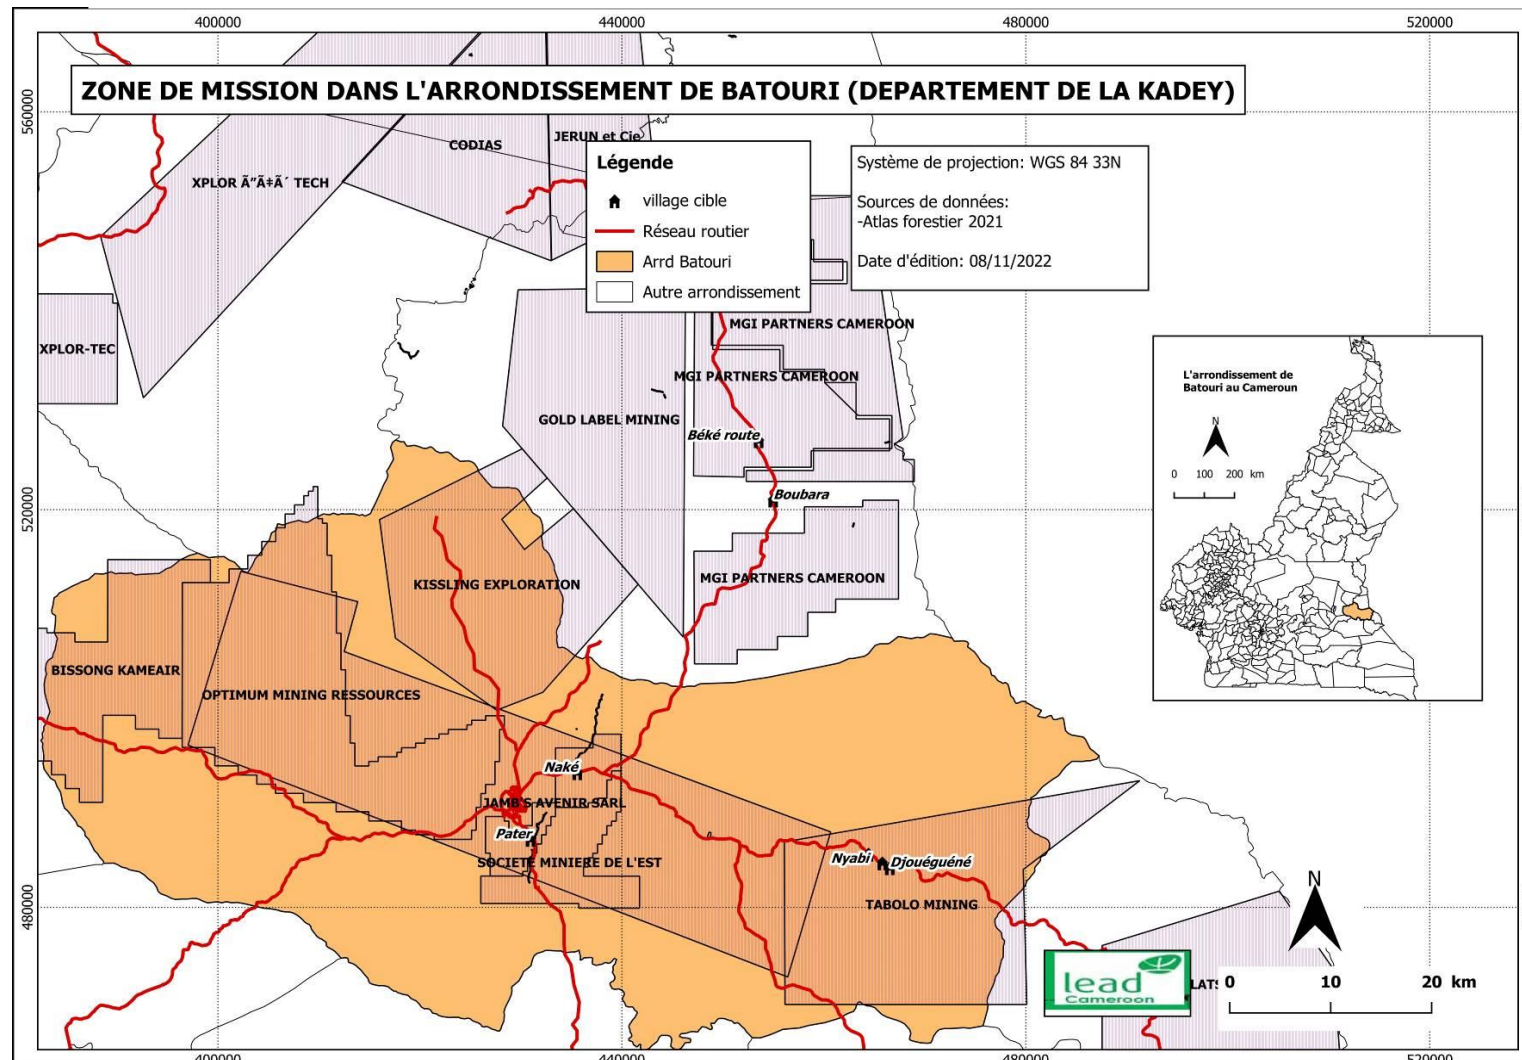 400000
440000
480000
520000
ZONE DE MISSION DANS L'ARRONDISSEMENT DE BATOURI (DEPARTEMENT DE LA KADEY)
560000
CODIAS
JERUN et Cie
XPLOR Ã”Ã‡Ã´ TECH
Légende
village cible
Réseau routier
Arrd Batouri
Autre arrondissement
Système de projection: WGS 84 33N
Sources de données:
-Atlas forestier 2021
Date d'édition: 08/11/2022
XPLOR-TEC
MGI PARTNERS CAMEROON
MGI PARTNERS CAMEROON
GOLD LABEL MINING
Béké route
Boubara
L'arrondissement de
Batouri au Cameroun
N
0 100 200 km
520000
KISSLING EXPLORATION
MGI PARTNERS CAMEROON
BISSONG KAMEAIR
OPTIMUM MINING RESSOURCES
Naké
JAMB'S AVENIR SARL
Pater
SOCIETE MINIERE DE L'EST
Nyabi
Djouéguéné
TABOLO MINING
480000
N
lead
Cameroon
LATS
0 10 20 km
400000
440000
480000
520000